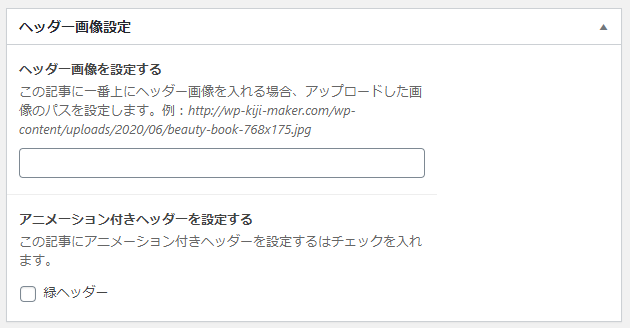 ヘッダー画像設定
ヘッダー画像を設定する
この記事に一番上にヘッダー画像を入れる場合、アップロードした画
像のパスを設定します。例：http://wp-kiji-maker.com/wp-
content/uploads/2020/06/beauty-book-768x175.jpg
アニメーション付きヘッダーを設定する
この記事にアニメーション付きヘッダーを設定するはチェックを入れ
ます。
緑ヘッダー